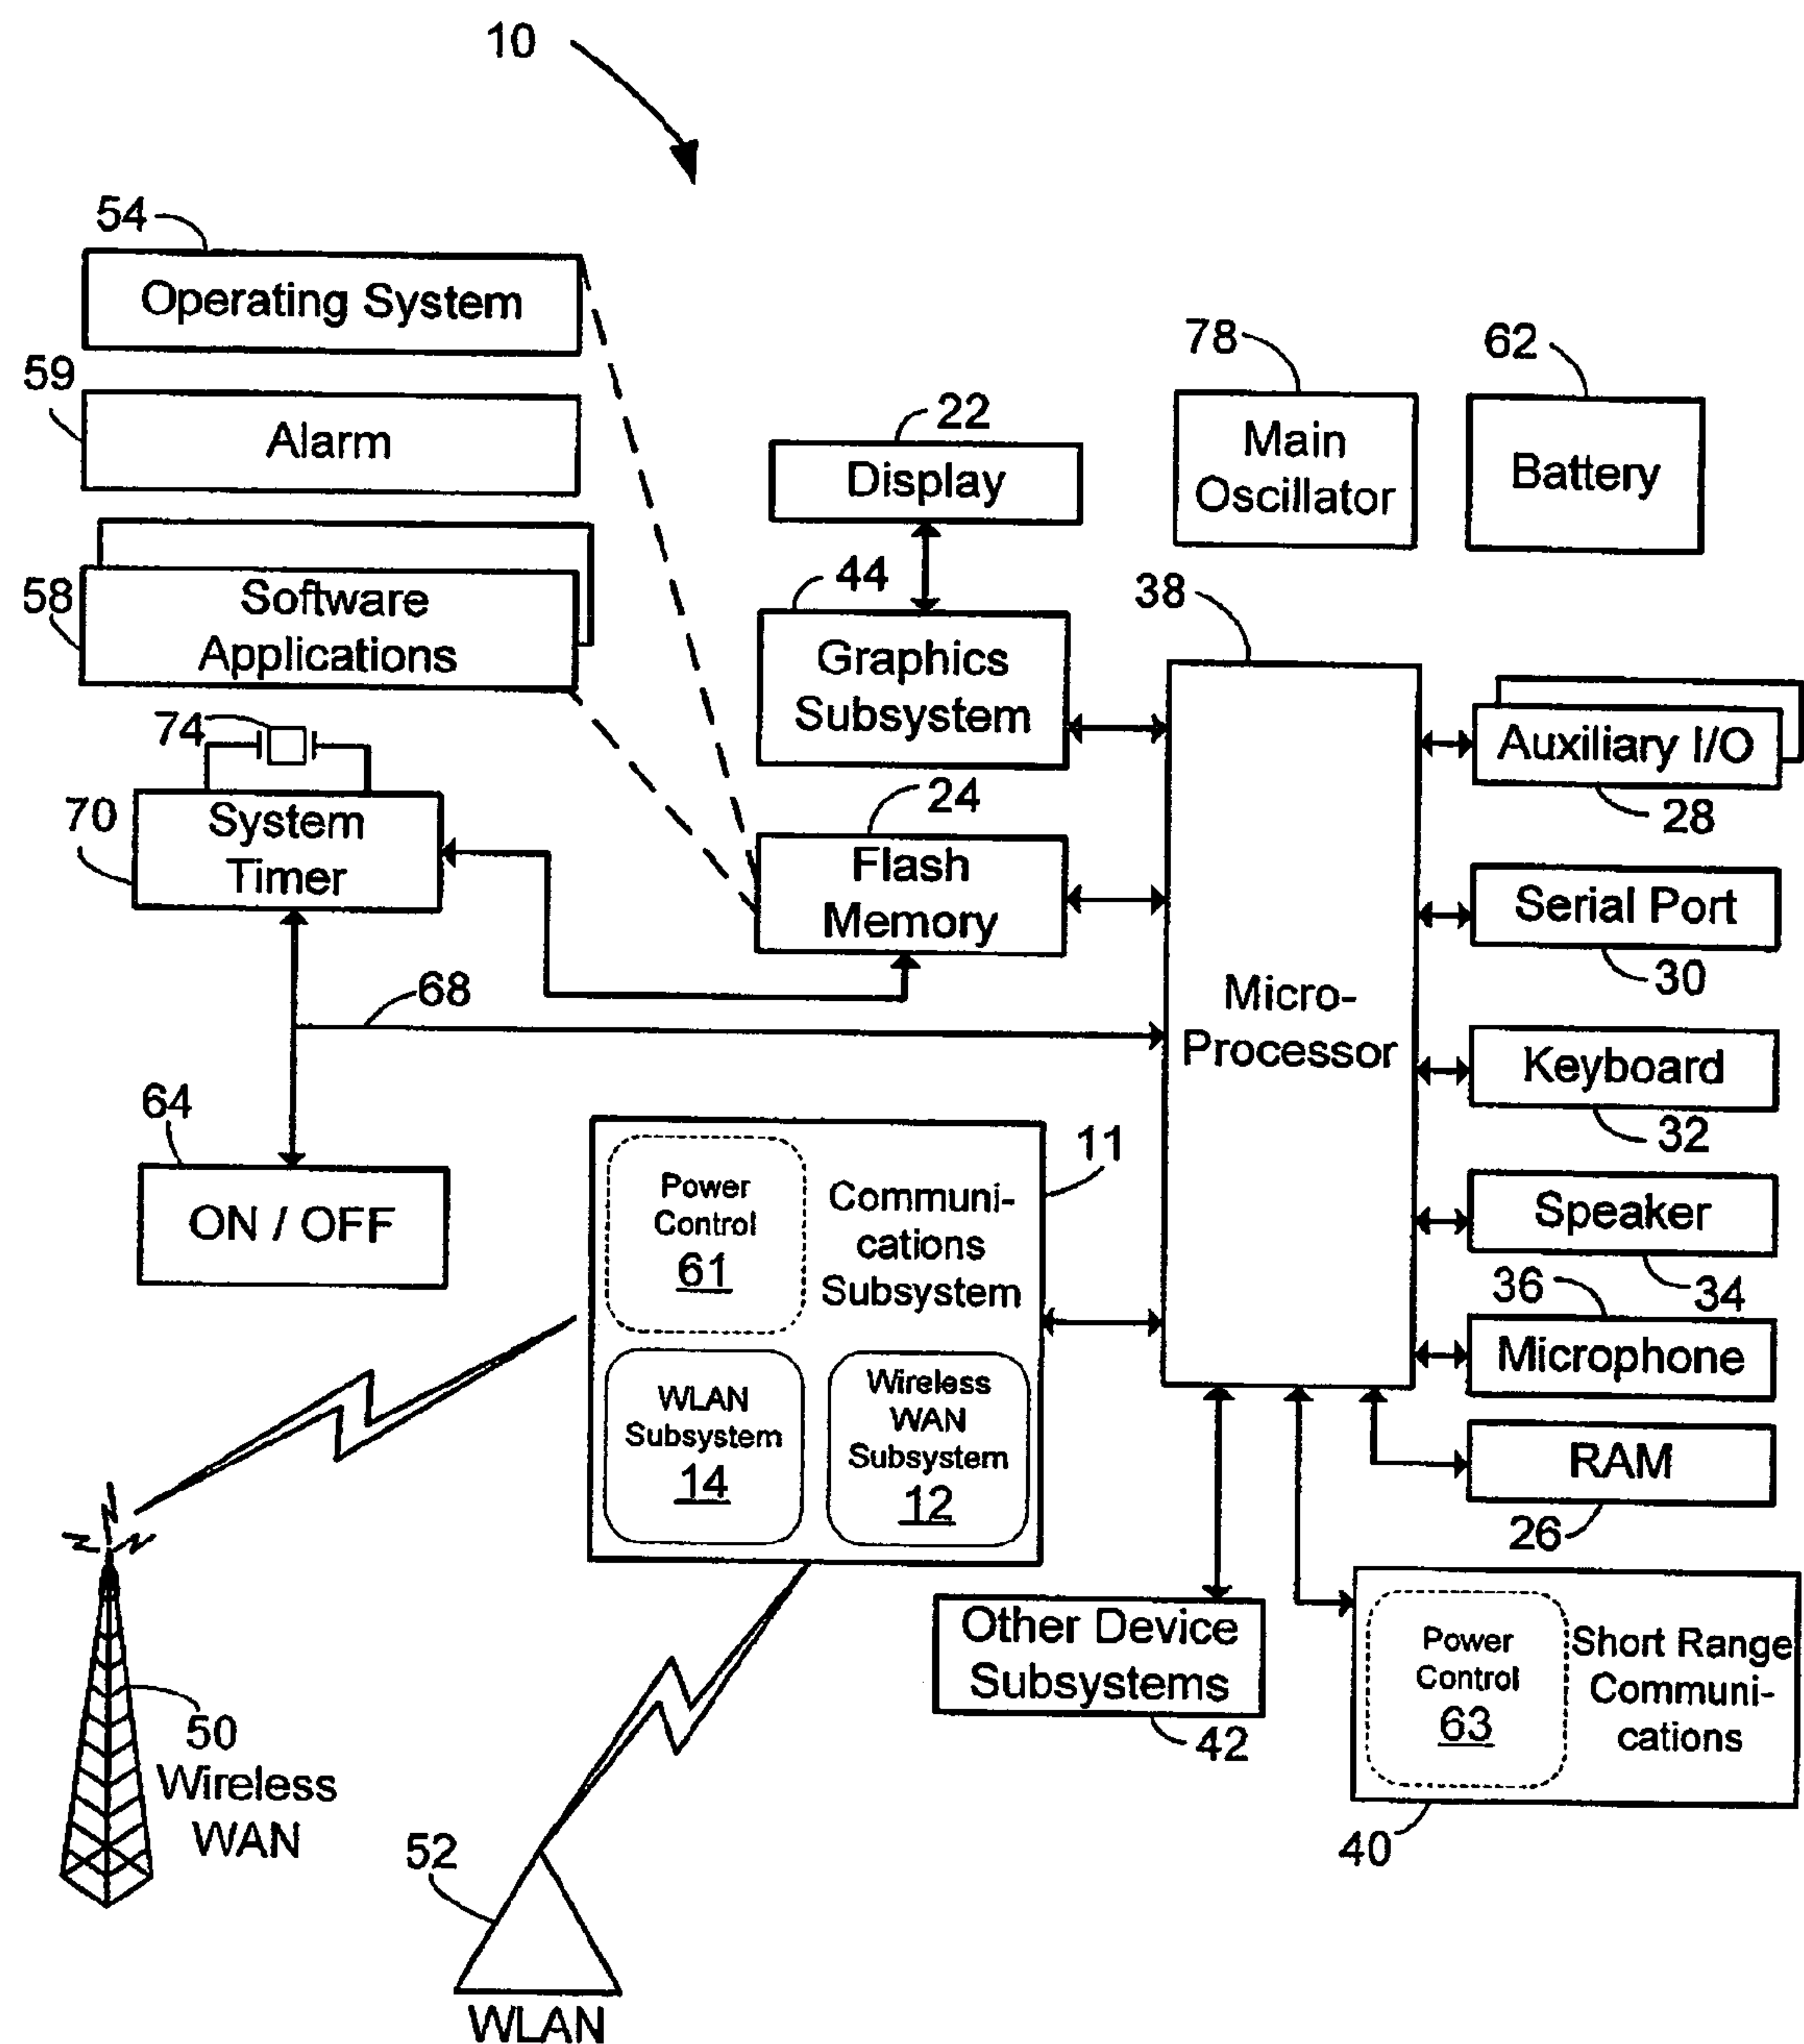 10
54
Operating System
59
Alarm
58
Software
Applications
74
70
System
Timer
68
64
ON / OFF
22
Display
44
Graphics
Subsystem
24
Flash
Memory
78
Main
Oscillator
62
Battery
38
Micro-
Processor
Auxiliary I/O
28
Serial Port
30
Keyboard
32
Speaker
34
36
Microphone
RAM
26
11
Power
Control
61
Communi-
cations
Subsystem
WLAN
Subsystem
14
Wireless
WAN
Subsystem
12
Other Device
Subsystems
42
Power
Control
63
Short Range
Communi-
cations
40
50
Wireless
WAN
52
WLAN